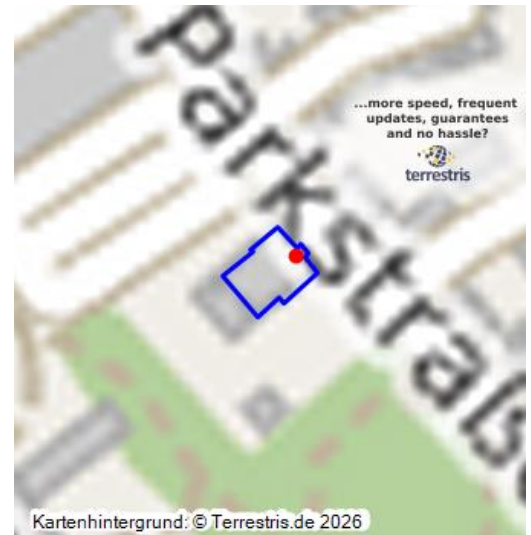 ...more speed, frequent
updates, guarantees
and no hassle?
terrestris
Parkstraße
Kartenhintergrund: © Terrestris.de 2026